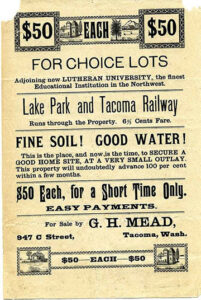 $50 EACH $50
FOR CHOICE LOTS
Adjoining new LUTHERAN UNIVERSITY, the finest
Educational Institution in the Northwest.
Lake Park and Tacoma Railway
Runs through the Property. 6¼ Cents Fare.
FINE SOIL! GOOD WATER!
This is the place, and now is the time, to SECURE A
GOOD HOME SITE, AT A VERY SMALL OUTLAY.
This property will undoubtedly advance 100 per cent
within a few months.
$50 Each, for a Short Time Only.
EASY PAYMENTS.
For Sale by G. H. MEAD,
947 C Street, Tacoma, Wash.
$50 EACH $50